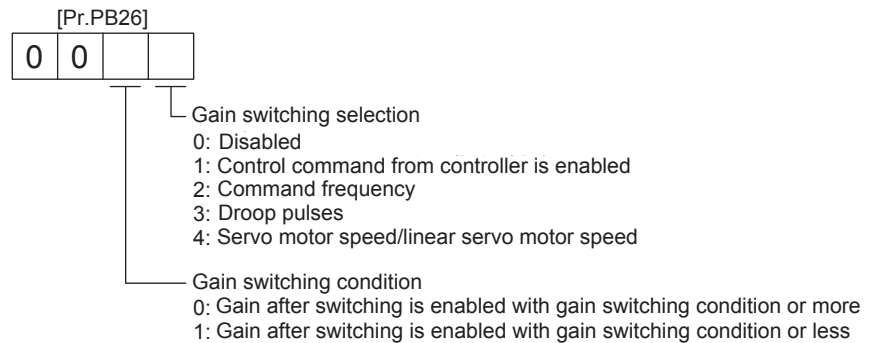 [Pr.PB26]
0 0
Gain switching selection
0: Disabled
1: Control command from controller is enabled
2: Command frequency
3: Droop pulses
4: Servo motor speed/linear servo motor speed
Gain switching condition
0: Gain after switching is enabled with gain switching condition or more
1: Gain after switching is enabled with gain switching condition or less